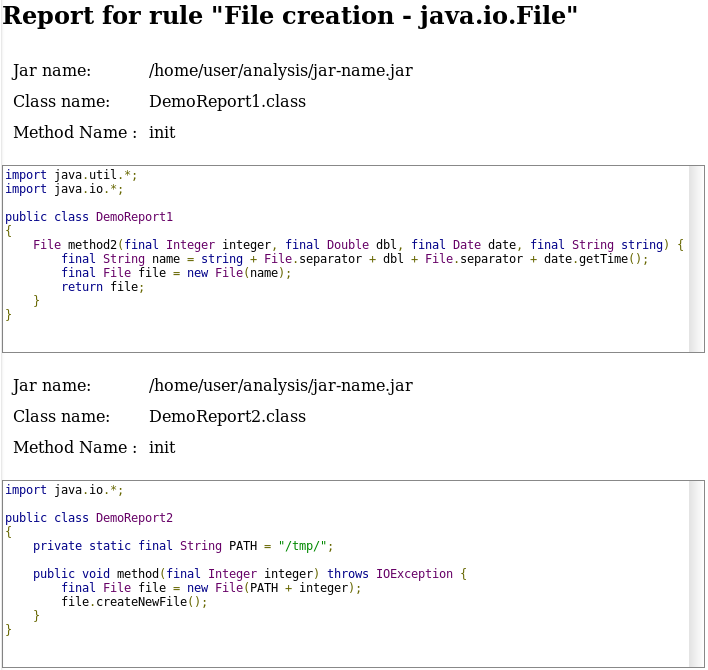 Report for rule "File creation - java.io.File"
Jar name: /home/user/analysis/jar-name.jar
Class name: DemoReport1.class
Method Name : init
import java.util.*;
import java.io.*;
public class DemoReport1
{
    File method2(final Integer integer, final Double dbl, final Date date, final String string) {
        final String name = string + File.separator + dbl + File.separator + date.getTime();
        final File file = new File(name);
        return file;
    }
}
Jar name: /home/user/analysis/jar-name.jar
Class name: DemoReport2.class
Method Name : init
import java.io.*;
public class DemoReport2
{
    private static final String PATH = "/tmp/";
    public void method(final Integer integer) throws IOException {
        final File file = new File(PATH + integer);
        file.createNewFile();
    }
}